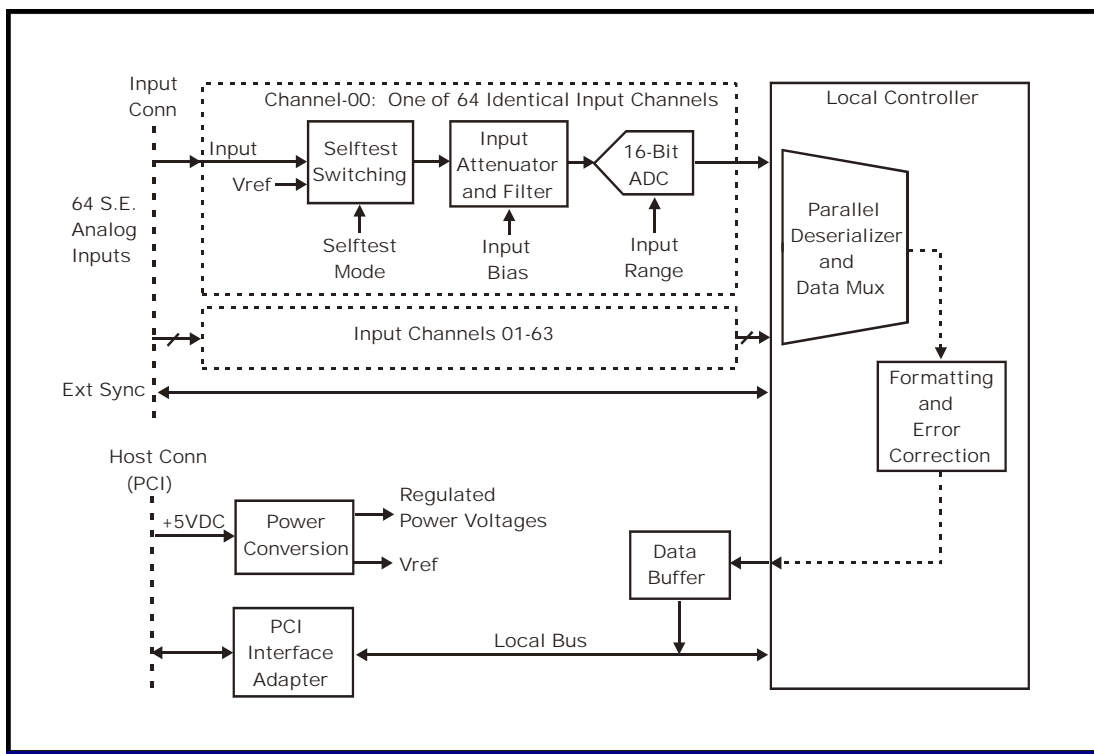 Input
Conn
Channel-00: One of 64 Identical Input Channels
Local Controller
Input
Vref
Selftest
Switching
Input
Attenuator
and Filter
16-Bit
ADC
64 S.E.
Analog
Inputs
Selftest
Mode
Input
Bias
Input
Range
Parallel
Deserializer
and
Data Mux
Input Channels 01-63
Ext Sync
Formatting
and
Error
Correction
Host Conn
(PCI)
+5VDC
Power
Conversion
Regulated
Power Voltages
Vref
Data
Buffer
PCI
Interface
Adapter
Local Bus